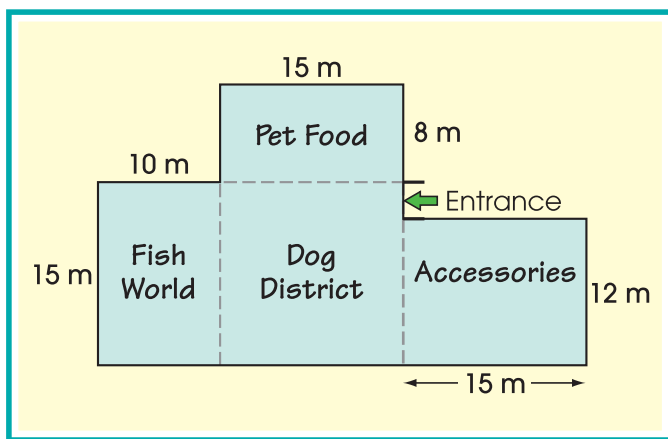 15 m
Pet Food
8 m
10 m
Entrance
Fish
World
15 m
Dog
District
Accessories
12 m
15 m